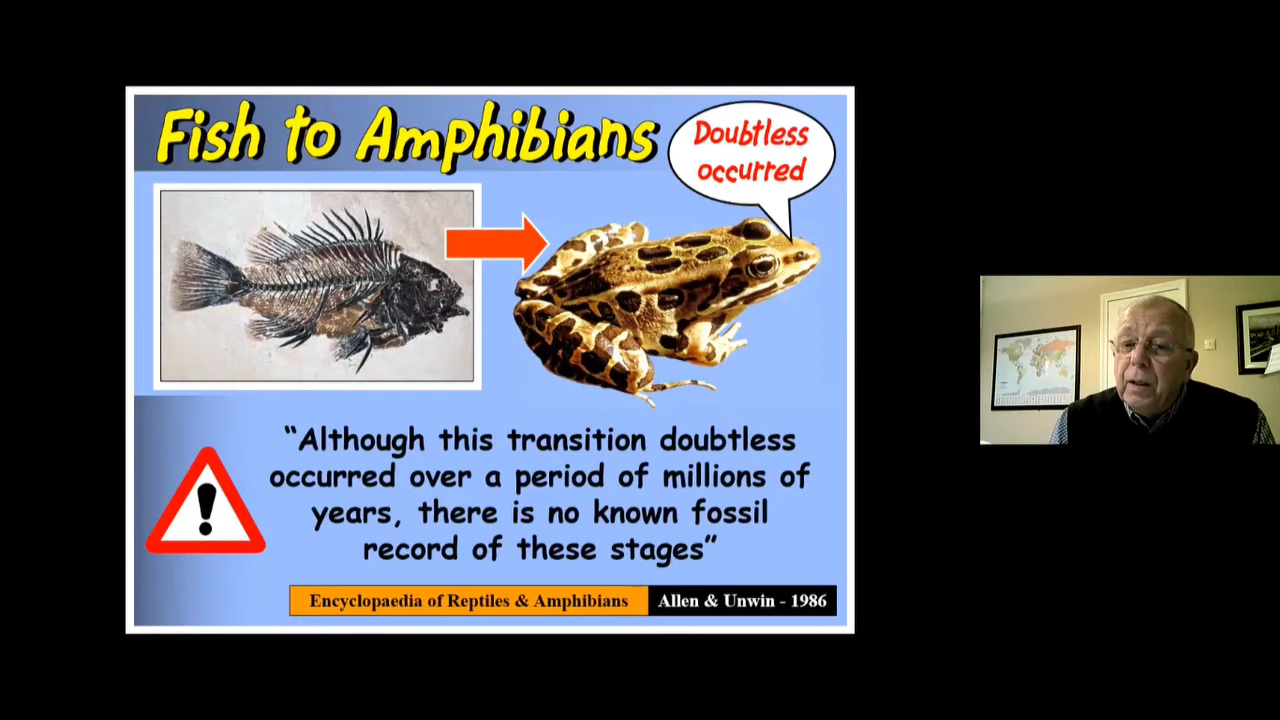 Fish to Amphibians
Doubtless
occurred
“Although this transition doubtless
occurred over a period of millions of
years, there is no known fossil
record of these stages”
Encyclopaedia of Reptiles & Amphibians
Allen & Unwin - 1986